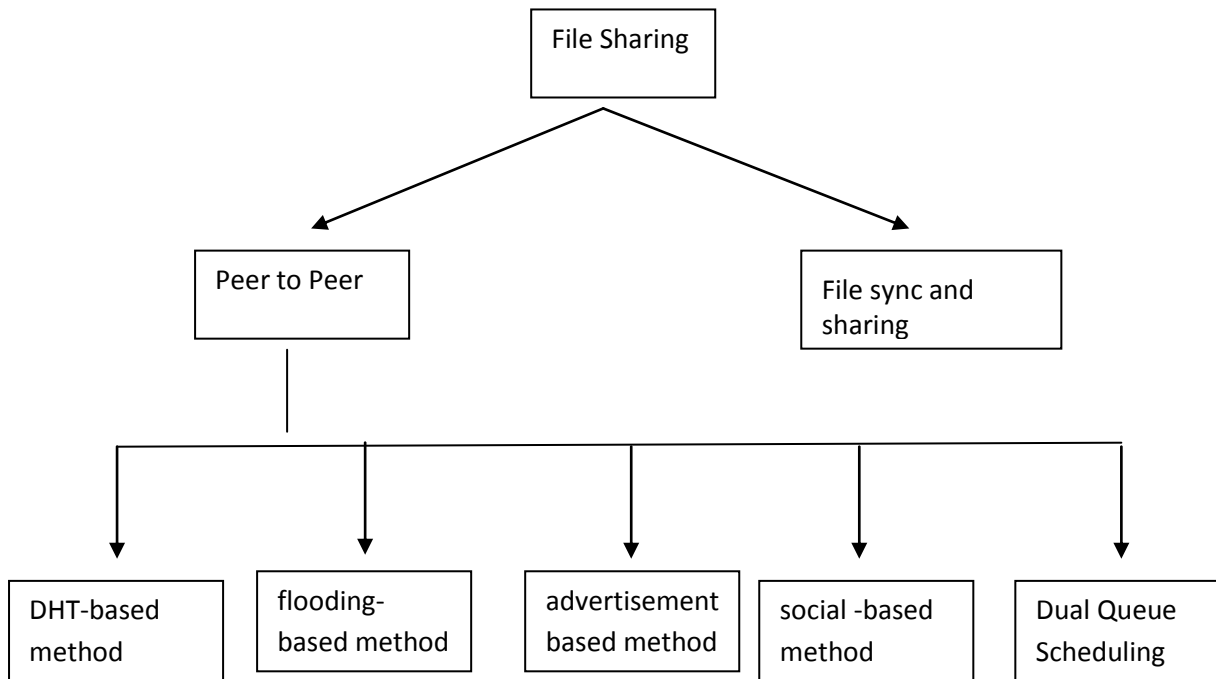 File Sharing
Peer to Peer
File sync and
sharing
DHT-based
method
flooding-
based method
advertisement
based method
social -based
method
Dual Queue
Scheduling